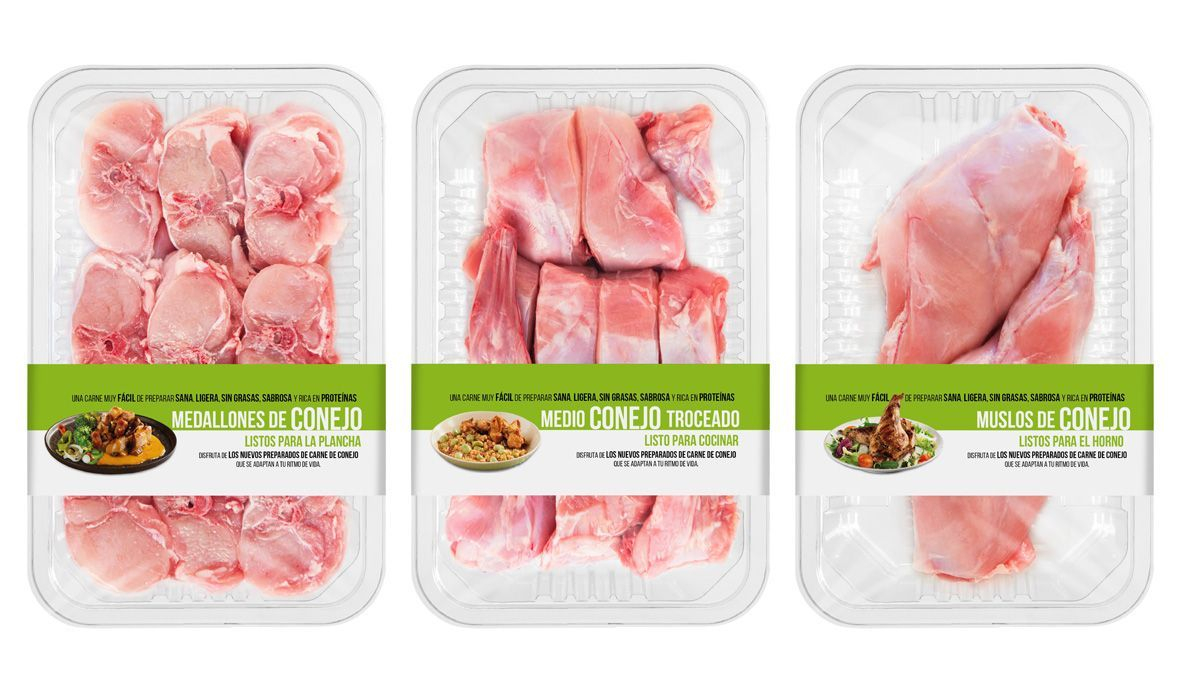 UNA CARNE MUY FÁCIL DE PREPARAR SANA, LIGERA, SIN GRASAS, SABROSA Y RICA EN PROTEÍNAS
MEDALLONES DE CONEJO
LISTOS PARA LA PLANCHA
DISFRUTA DE LOS NUEVOS PREPARADOS DE CARNE DE CONEJO
QUE SE ADAPTAN A TU RITMO DE VIDA.
UNA CARNE MUY FÁCIL DE PREPARAR SANA, LIGERA, SIN GRASAS, SABROSA Y RICA EN PROTEÍNAS
MEDIO CONEJO TROCEADO
LISTO PARA COCINAR
DISFRUTA DE LOS NUEVOS PREPARADOS DE CARNE DE CONEJO
QUE SE ADAPTAN A TU RITMO DE VIDA.
UNA CARNE MUY FÁCIL DE PREPARAR SANA, LIGERA, SIN GRASAS, SABROSA Y RICA EN PROTEÍNAS
MUSLOS DE CONEJO
LISTOS PARA EL HORNO
DISFRUTA DE LOS NUEVOS PREPARADOS DE CARNE DE CONEJO
QUE SE ADAPTAN A TU RITMO DE VIDA.